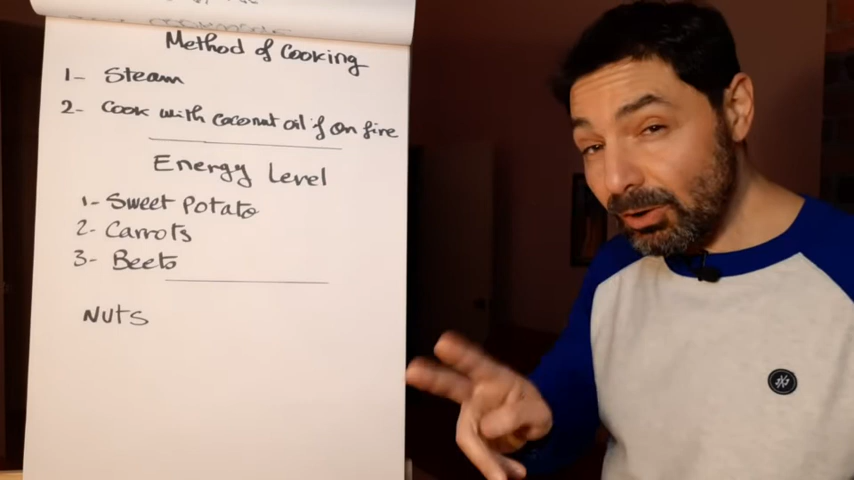 Method of Cooking
1- Steam
2- Cook with coconut oil if on fire
Energy Level
1- Sweet Potato
2- Carrots
3- Beets
Nuts